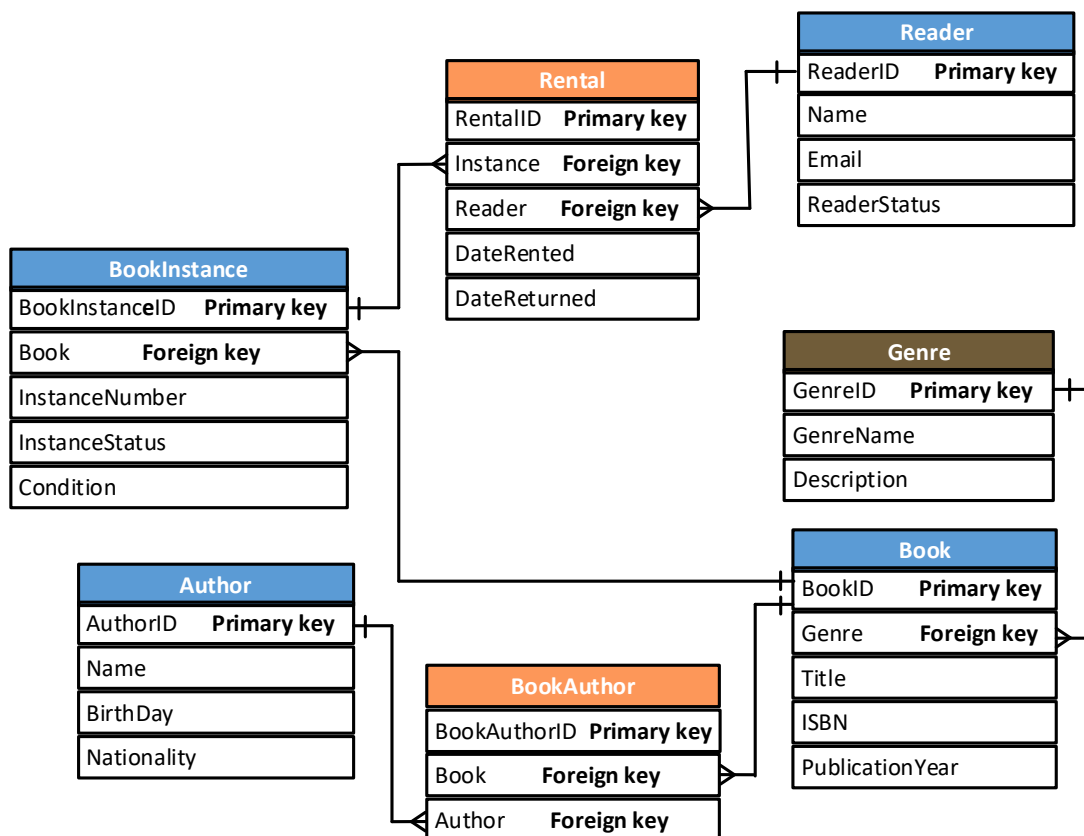 Reader
ReaderID Primary key
Name
Email
ReaderStatus
Rental
RentalID Primary key
Instance Foreign key
Reader Foreign key
DateRented
DateReturned
BookInstance
BookInstanceID Primary key
Book Foreign key
InstanceNumber
InstanceStatus
Condition
Genre
GenreID Primary key
GenreName
Description
Book
BookID Primary key
Genre Foreign key
Title
ISBN
PublicationYear
Author
AuthorID Primary key
Name
BirthDay
Nationality
BookAuthor
BookAuthorID Primary key
Book Foreign key
Author Foreign key